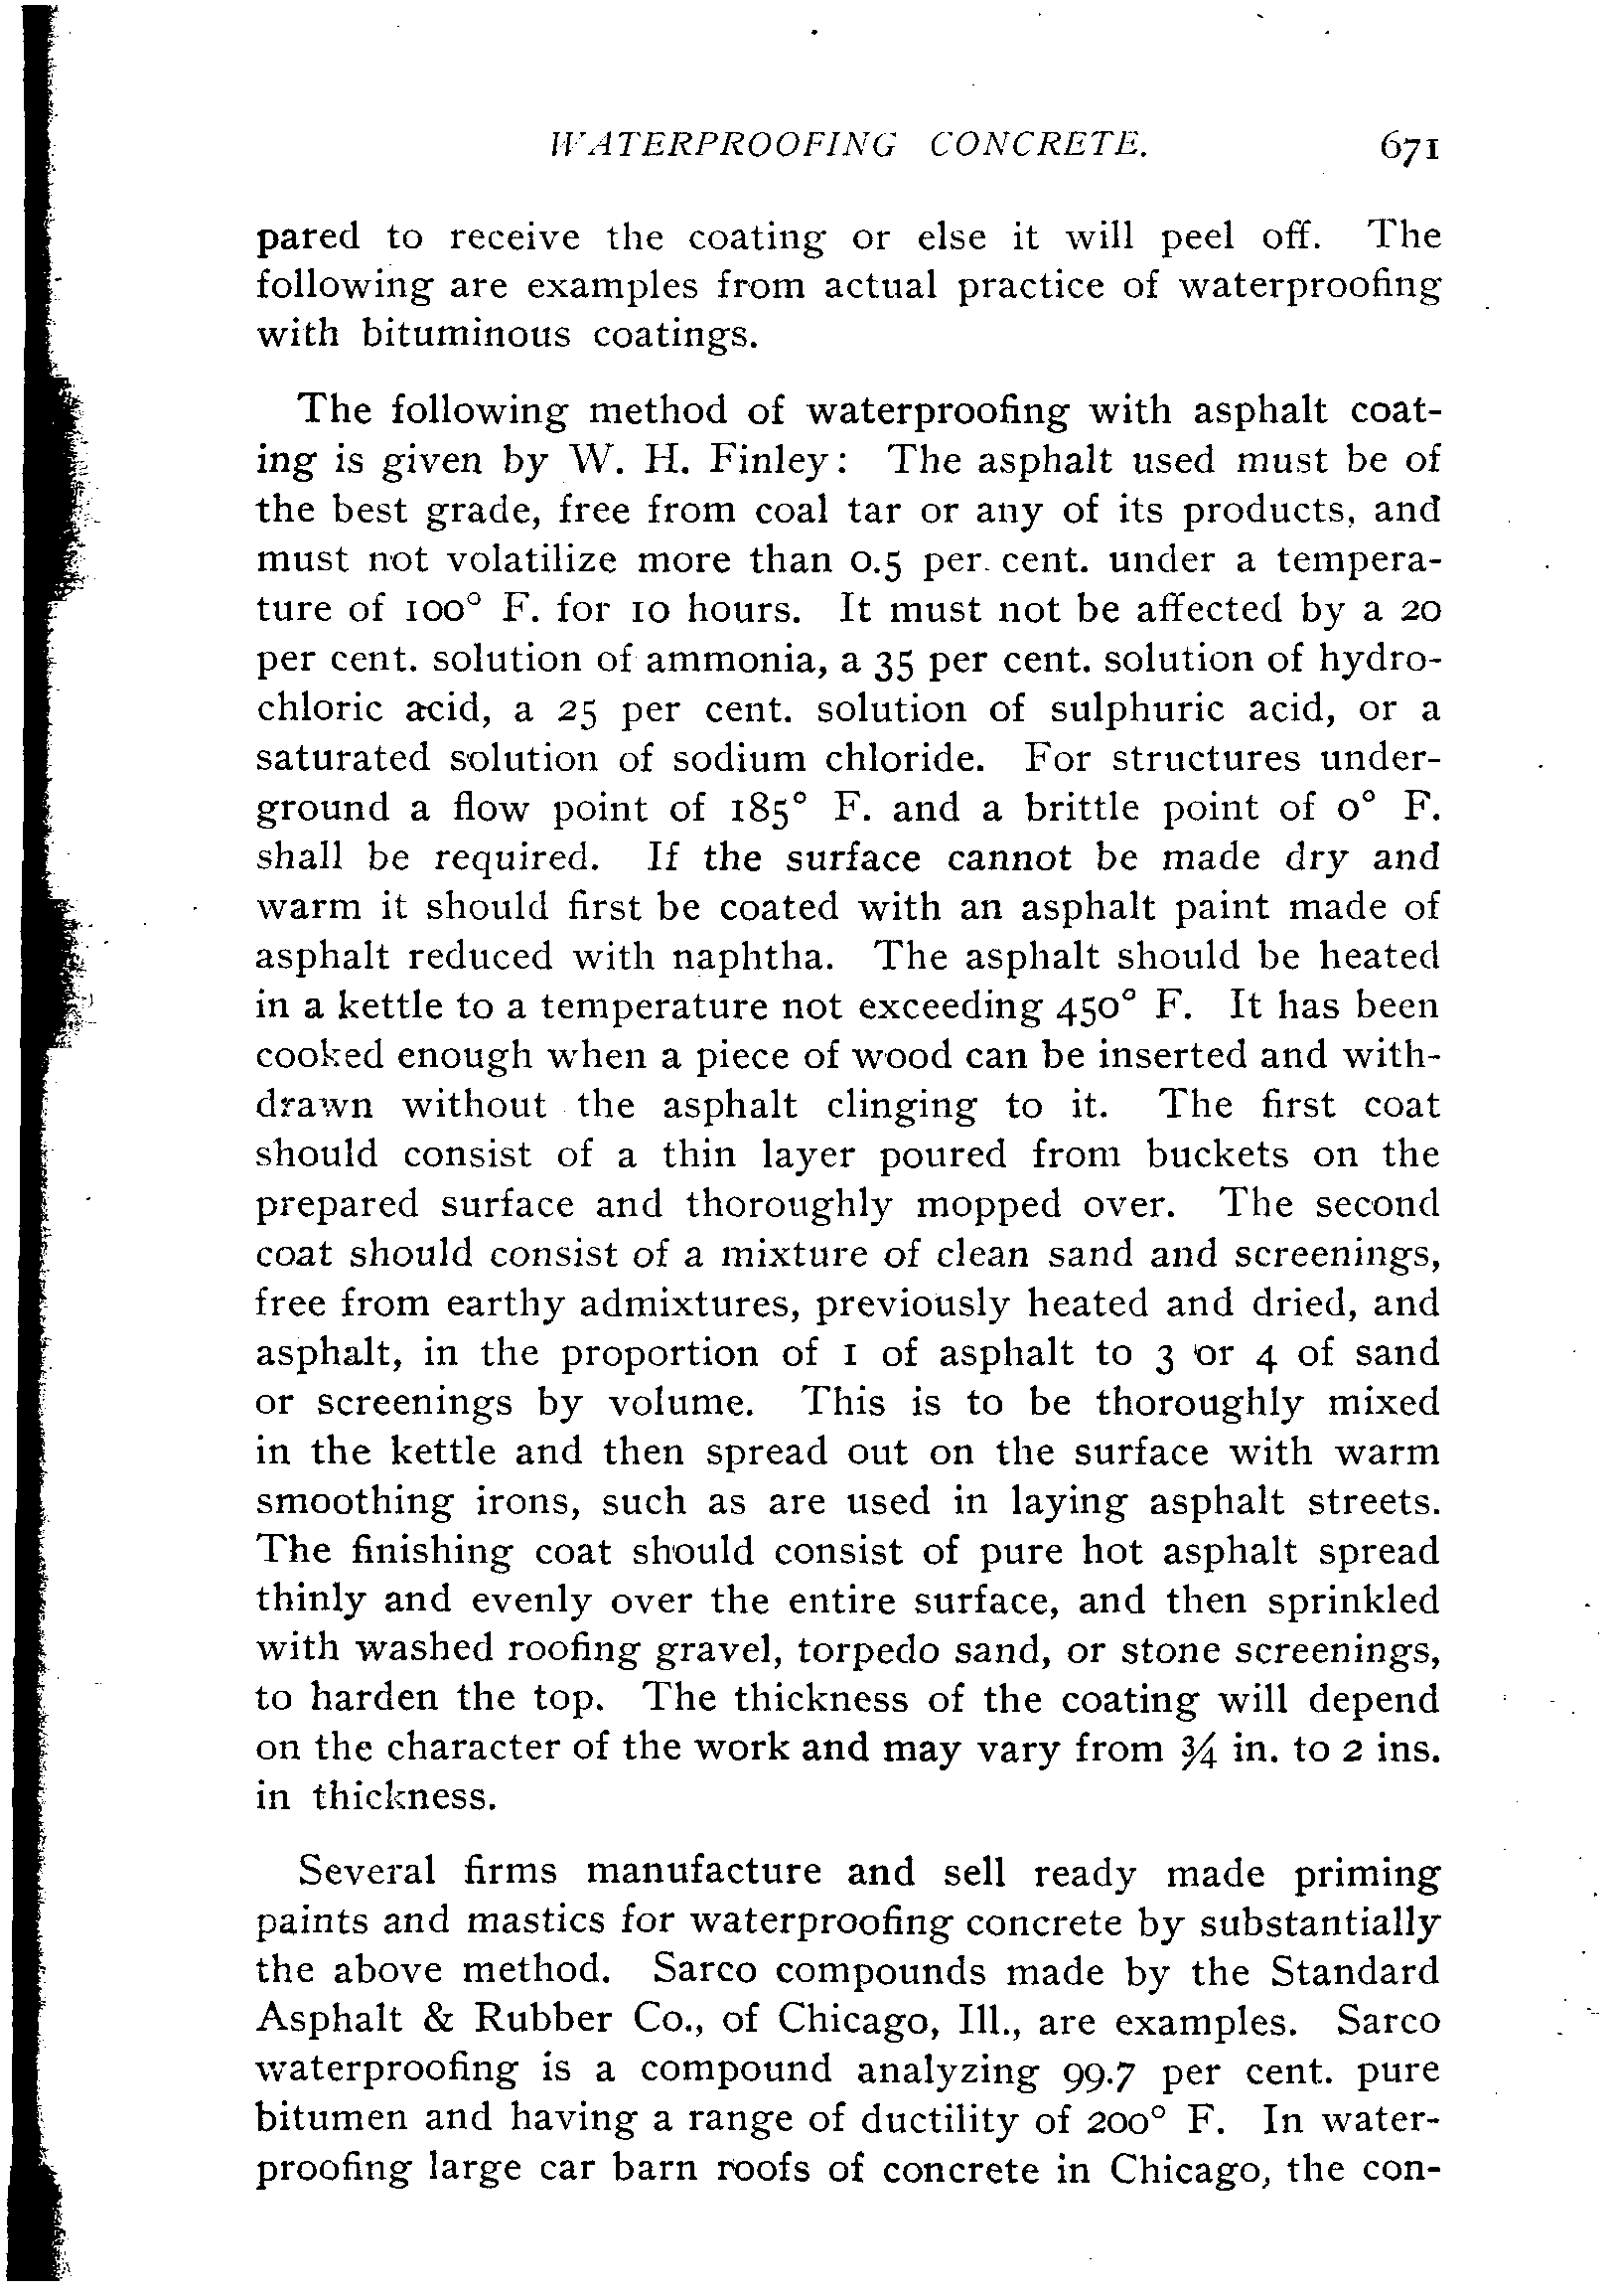 WATERPROOFING CONCRETE. 671
pared to receive the coating or else it will peel off. The
following are examples from actual practice of waterproofing
with bituminous coatings.
The following method of waterproofing with asphalt coat-
ing is given by W. H. Finley: The asphalt used must be of
the best grade, free from coal tar or any of its products, and
must not volatilize more than 0.5 per cent. under a tempera-
ture of 100° F. for 10 hours. It must not be affected by a 20
per cent. solution of ammonia, a 35 per cent. solution of hydro-
chloric acid, a 25 per cent. solution of sulphuric acid, or a
saturated solution of sodium chloride. For structures under-
ground a flow point of 185° F. and a brittle point of 0° F.
shall be required. If the surface cannot be made dry and
warm it should first be coated with an asphalt paint made of
asphalt reduced with naphtha. The asphalt should be heated
in a kettle to a temperature not exceeding 450° F. It has been
cooked enough when a piece of wood can be inserted and with-
drawn without the asphalt clinging to it. The first coat
should consist of a thin layer poured from buckets on the
prepared surface and thoroughly mopped over. The second
coat should consist of a mixture of clean sand and screenings,
free from earthy admixtures, previously heated and dried, and
asphalt, in the proportion of 1 of asphalt to 3 or 4 of sand
or screenings by volume. This is to be thoroughly mixed
in the kettle and then spread out on the surface with warm
smoothing irons, such as are used in laying asphalt streets.
The finishing coat should consist of pure hot asphalt spread
thinly and evenly over the entire surface, and then sprinkled
with washed roofing gravel, torpedo sand, or stone screenings,
to harden the top. The thickness of the coating will depend
on the character of the work and may vary from ¾ in. to 2 ins.
in thickness.
Several firms manufacture and sell ready made priming
paints and mastics for waterproofing concrete by substantially
the above method. Sarco compounds made by the Standard
Asphalt & Rubber Co., of Chicago, Ill., are examples. Sarco
waterproofing is a compound analyzing 99.7 per cent. pure
bitumen and having a range of ductility of 200° F. In water-
proofing large car barn roofs of concrete in Chicago, the con-